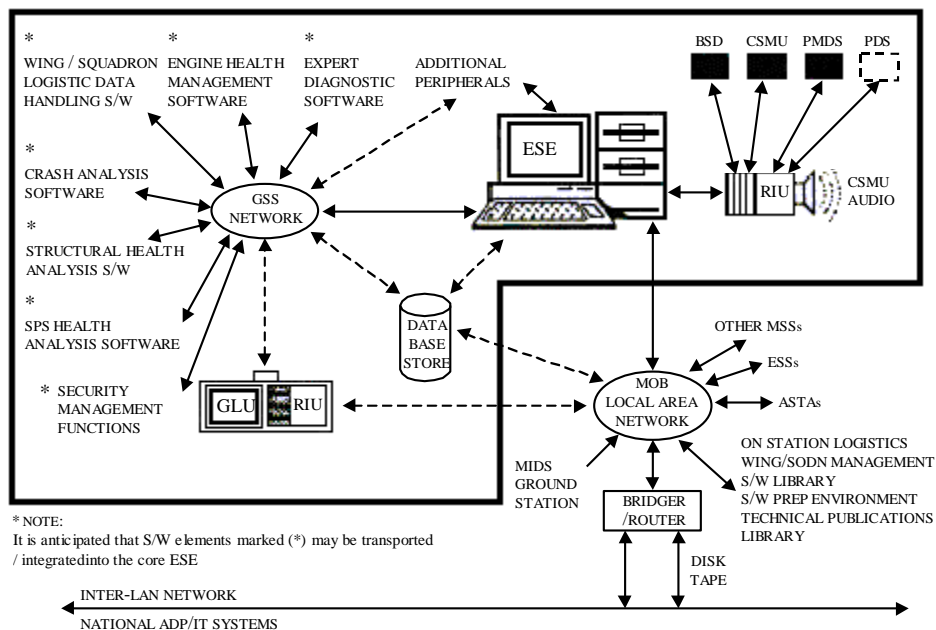 *
WING / SQUADRON
LOGISTIC DATA
HANDLING S/W
*
ENGINE HEALTH
MANAGEMENT
SOFTWARE
*
EXPERT
DIAGNOSTIC
SOFTWARE
ADDITIONAL
PERIPHERALS
BSD
CSMU
PMDS
PDS
ESE
RIU
CSMU
AUDIO
*
CRASH ANALYSIS
SOFTWARE
GSS
NETWORK
*
STRUCTURAL HEALTH
ANALYSIS S/W
*
SPS HEALTH
ANALYSIS SOFTWARE
* SECURITY
MANAGEMENT
FUNCTIONS
GLU
RIU
DATA
BASE
STORE
OTHER MSSs
ESSs
ASTAs
MOB
LOCAL AREA
NETWORK
MIDS
GROUND
STATION
ON STATION LOGISTICS
WING/SODN MANAGEMENT
S/W LIBRARY
S/W PREP ENVIRONMENT
TECHNICAL PUBLICATIONS
LIBRARY
BRIDGER
/ROUTER
DISK
TAPE
* NOTE:
It is anticipated that S/W elements marked (*) may be transported
/ integratedinto the core ESE
INTER-LAN NETWORK
NATIONAL ADP/IT SYSTEMS